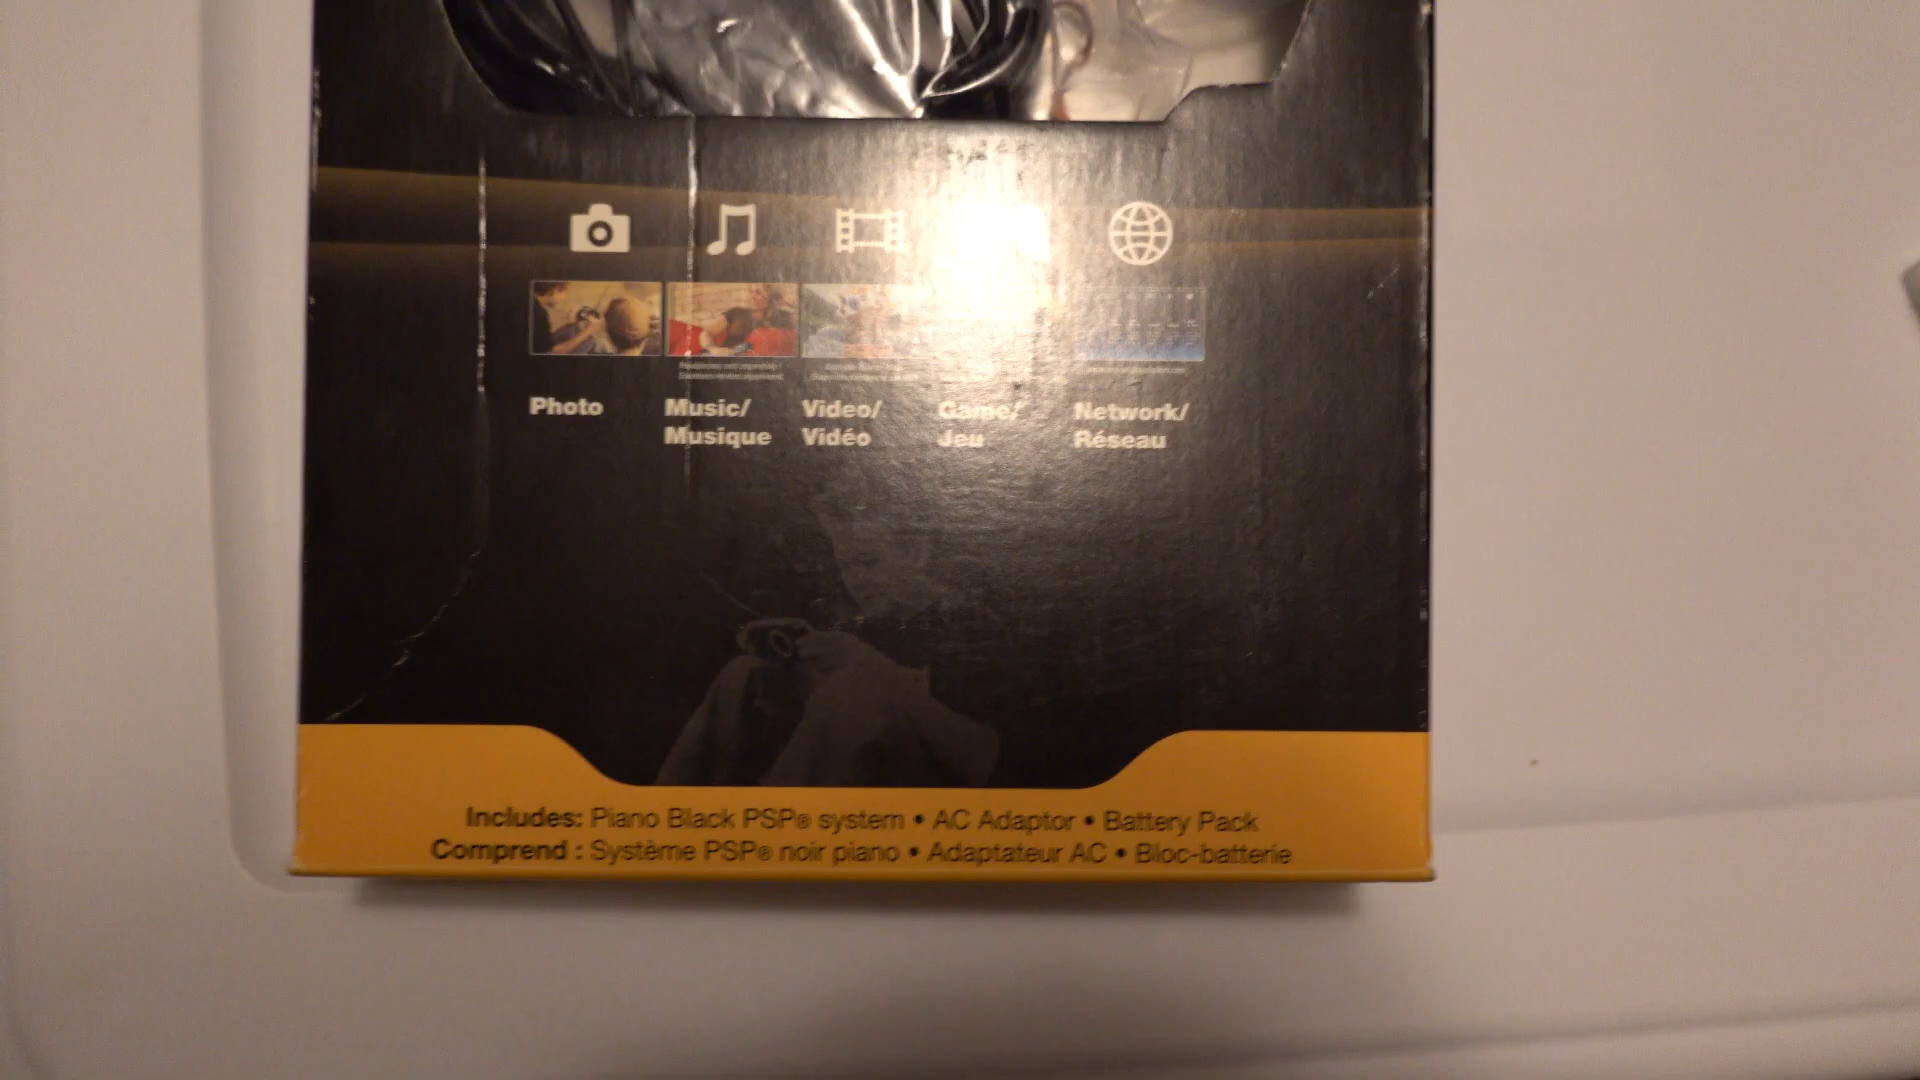 Photo
Music/
Musique
Video/
Vidéo
Game/
Jeu
Network/
Réseau
Includes: Piano Black PSP® system • AC Adaptor • Battery Pack
Comprend : Système PSP® noir piano • Adaptateur AC • Bloc-batterie